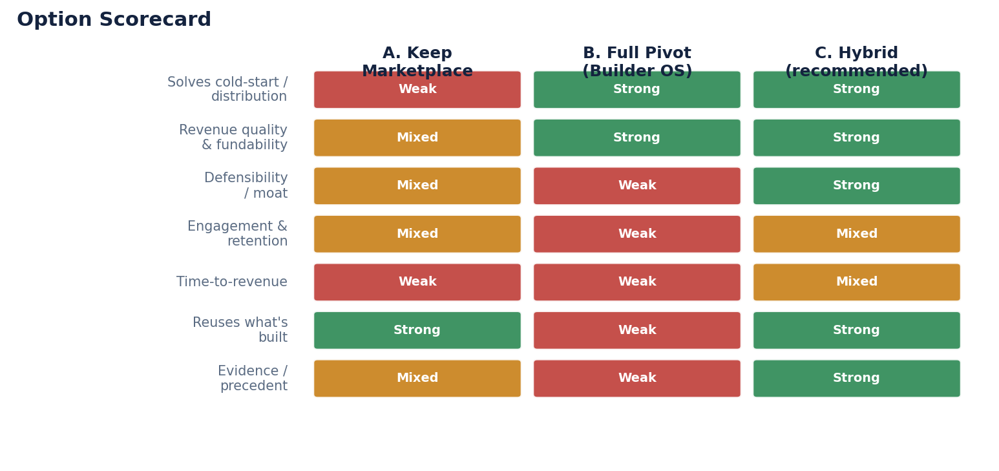 Option Scorecard
A. Keep
Marketplace
B. Full Pivot
(Builder OS)
C. Hybrid
(recommended)
Solves cold-start /
distribution
Weak
Strong
Strong
Revenue quality
& fundability
Mixed
Strong
Strong
Defensibility
/ moat
Mixed
Weak
Strong
Engagement &
retention
Mixed
Weak
Mixed
Time-to-revenue
Weak
Weak
Mixed
Reuses what's
built
Strong
Weak
Strong
Evidence /
precedent
Mixed
Weak
Strong